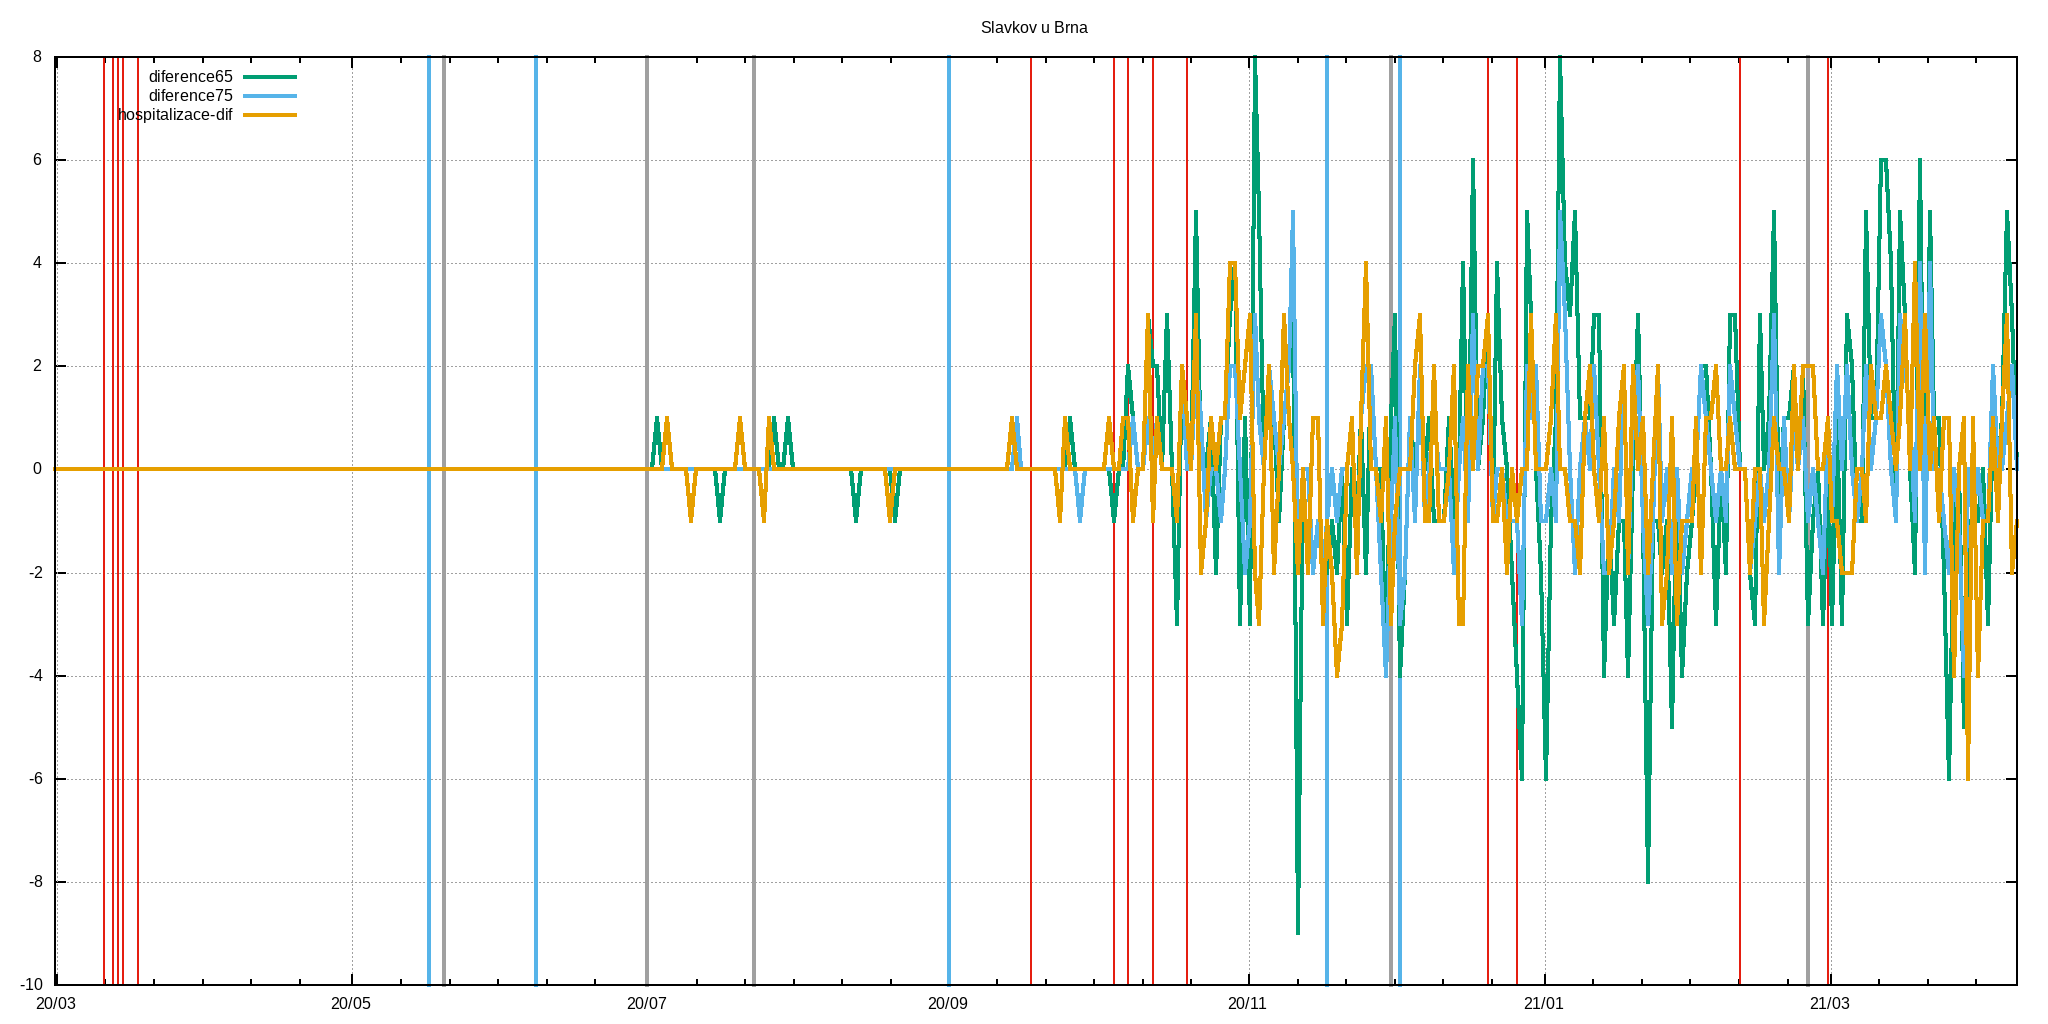 Slavkov u Brna
diference65
diference75
hospitalizace-dif
8
6
4
2
0
-2
-4
-6
-8
-10
20/03 20/05 20/07 20/09 20/11 21/01 21/03